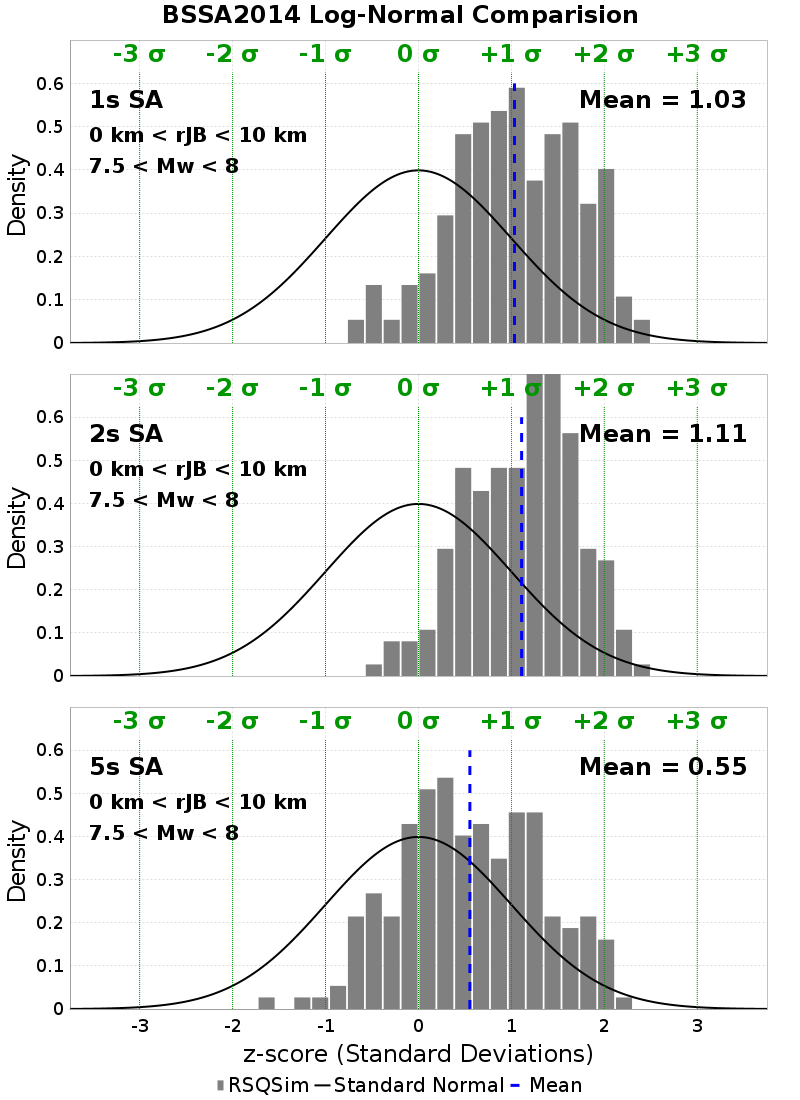 BSSA2014 Log-Normal Comparision
-3 σ -2 σ -1 σ 0 σ +1 σ +2 σ +3 σ
0.6
1s SA Mean = 1.03
0.5
0 km < rJB < 10 km
7.5 < Mw < 8
0.4
0.3
0.2
0.1
0
Density
-3 σ -2 σ -1 σ 0 σ +1 σ +2 σ +3 σ
0.6
2s SA Mean = 1.11
0.5
0 km < rJB < 10 km
7.5 < Mw < 8
0.4
0.3
0.2
0.1
0
Density
-3 σ -2 σ -1 σ 0 σ +1 σ +2 σ +3 σ
0.6
5s SA Mean = 0.55
0.5
0 km < rJB < 10 km
7.5 < Mw < 8
0.4
0.3
0.2
0.1
0
Density
-3 -2 -1 0 1 2 3
z-score (Standard Deviations)
RSQSim Standard Normal Mean